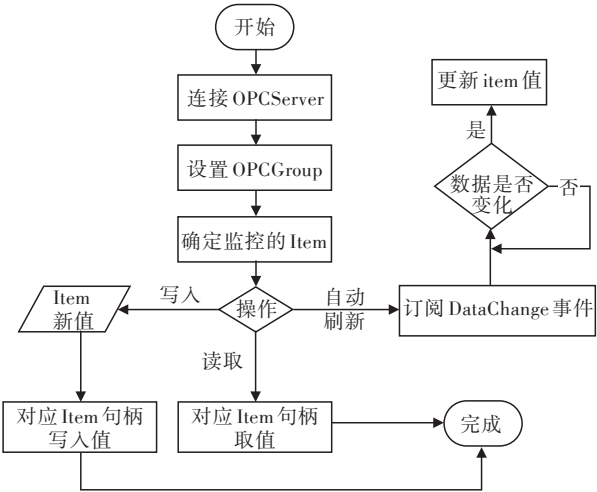 开始
连接OPCServer
设置OPCGroup
确定监控的Item
操作
写入
Item
新值
对应Item句柄
写入值
读取
对应Item句柄
取值
自动
刷新
订阅DataChange事件
数据是否
变化
否
是
更新item值
完成